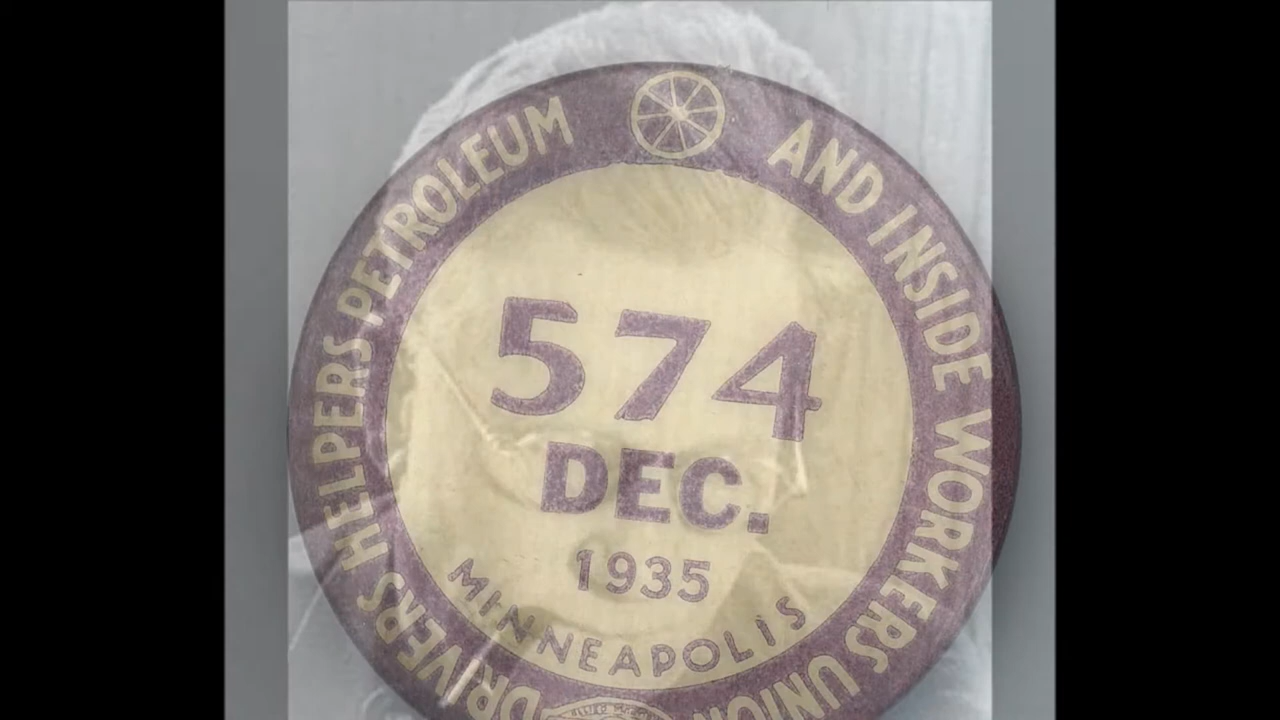 DRIVERS HELPERS PETROLEUM AND INSIDE WORKERS UNION
574
DEC.
1935
MINNEAPOLIS